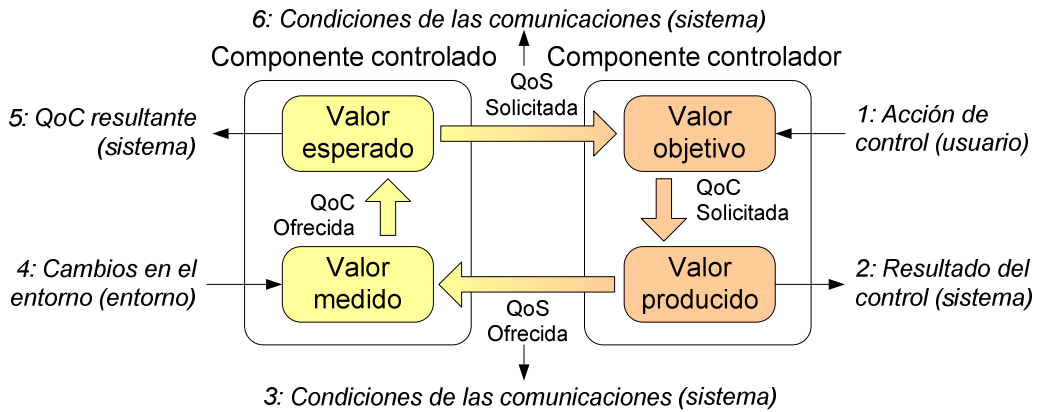 6: Condiciones de las comunicaciones (sistema)
Componente controlado
Componente controlador
QoS
Solicitada
5: QoC resultante
(sistema)
Valor
esperado
Valor
objetivo
1: Acción de
control (usuario)
QoC
Ofrecida
QoC
Solicitada
4: Cambios en el
entorno (entorno)
Valor
medido
Valor
producido
2: Resultado del
control (sistema)
QoS
Ofrecida
3: Condiciones de las comunicaciones (sistema)